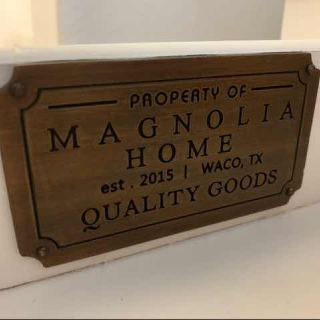 PROPERTY OF
MAGNOLIA
HOME
est. 2015 | WACO, TX
QUALITY GOODS